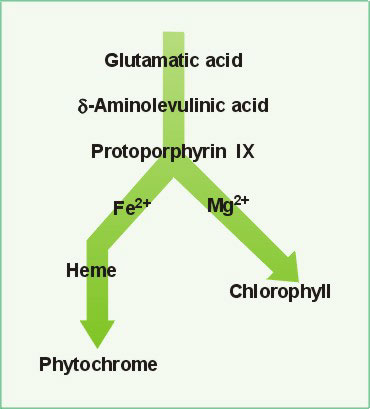 Glutamatic acid
δ-Aminolevulinic acid
Protoporphyrin IX
Fe²⁺
Mg²⁺
Heme
Chlorophyll
Phytochrome